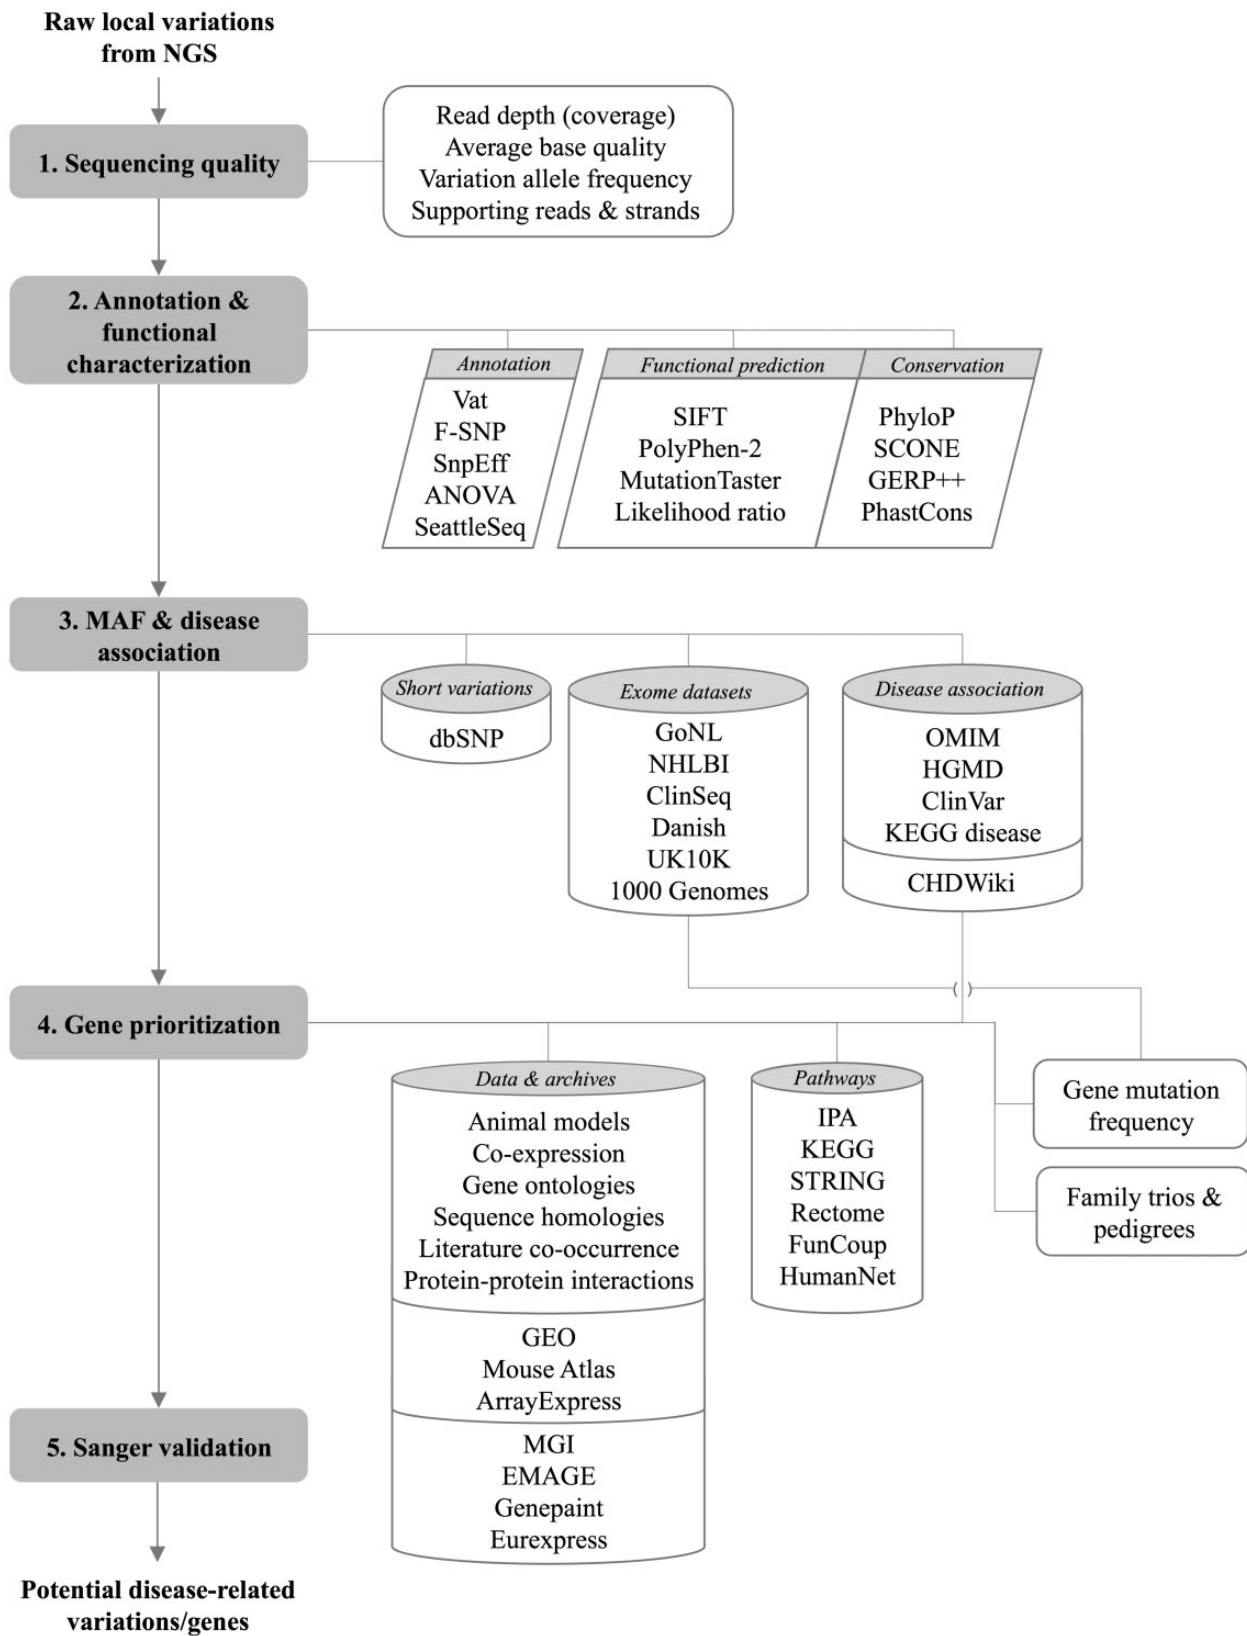 Raw local variations
from NGS
1. Sequencing quality
Read depth (coverage)
Average base quality
Variation allele frequency
Supporting reads & strands
2. Annotation &
functional
characterization
Annotation
Vat
F-SNP
SnpEff
ANOVA
SeattleSeq
Functional prediction
SIFT
PolyPhen-2
MutationTaster
Likelihood ratio
Conservation
PhyloP
SCONE
GERP++
PhastCons
3. MAF & disease
association
Short variations
dbSNP
Exome datasets
GoNL
NHLBI
ClinSeq
Danish
UK10K
1000 Genomes
Disease association
OMIM
HGMD
ClinVar
KEGG disease
CHDWiki
4. Gene prioritization
Data & archives
Animal models
Co-expression
Gene ontologies
Sequence homologies
Literature co-occurrence
Protein-protein interactions
GEO
Mouse Atlas
ArrayExpress
MGI
EMAGE
Genepaint
Eurexpress
Pathways
IPA
KEGG
STRING
Rectome
FunCoup
HumanNet
Gene mutation
frequency
Family trios &
pedigrees
5. Sanger validation
Potential disease-related
variations/genes